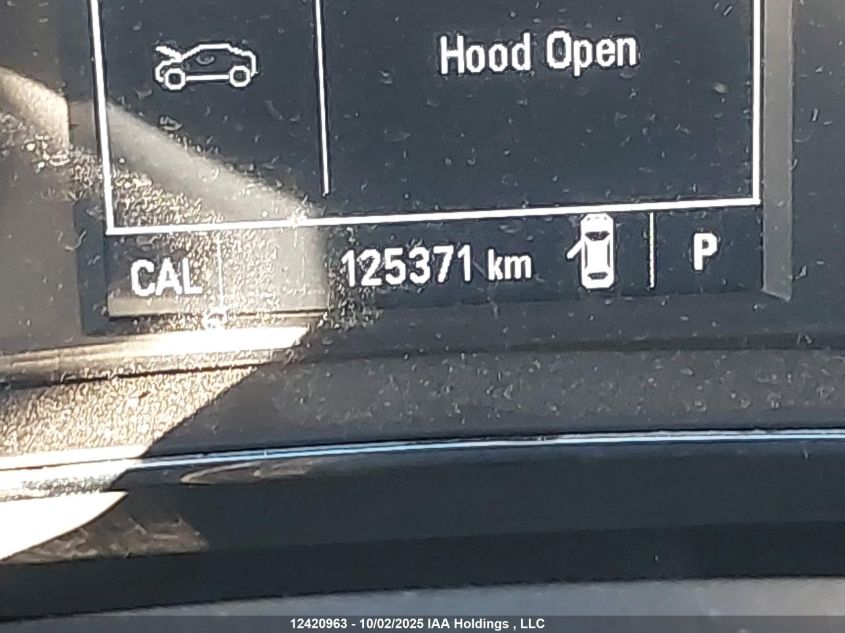 Hood Open
CAL 125371 km P
12420963 - 10/02/2025 IAA Holdings , LLC